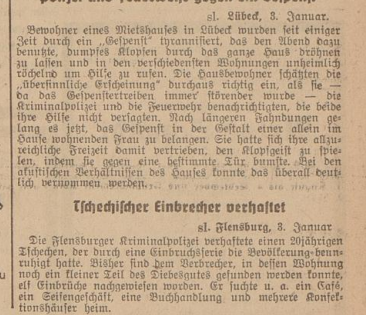 sl. Lübeck, 3. Januar.
Bewohner eines Mietshauses in Lübeck wurden seit einiger
Zeit durch ein „Gespenst“ tyrannisiert, das den Abend dazu
benutzte, dumpfes Klopfen durch das ganze Haus dröhnen
zu lassen und in den verschiedensten Wohnungen unheimlich
röchelnd um Hilfe zu rufen. Die Hausbewohner schätzten die
„übersinnliche Erscheinung“ durchaus richtig ein, als sie —
da das Gespenstertreiben immer störender wurde — die
Kriminalpolizei und die Feuerwehr benachrichtigten, die beide
ihre Hilfe nicht versagten. Nach längeren Fahndungen ge-
lang es jetzt, das Gespenst in der Gestalt einer allein im
Hause wohnenden Frau zu belangen. Sie hatte sich ihre allzu-
reichliche Freizeit damit vertrieben, den Klopfgeist zu spie-
len, indem sie gegen eine bestimmte Tür bumste. Bei den
akustischen Verhältnissen des Hauses konnte das überall deut-
lich vernommen werden.
Tschechischer Einbrecher verhaftet
sl. Flensburg, 3. Januar
Die Flensburger Kriminalpolizei verhaftete einen 20jährigen
Tschechen, der durch eine Einbruchsserie die Bevölkerung beun-
ruhigt hatte. Bisher sind dem Verbrecher, in dessen Wohnung
noch ein kleiner Teil des Diebesgutes gefunden werden konnte,
elf Einbrüche nachgewiesen worden. Er suchte u. a. ein Café,
ein Seifengeschäft, eine Buchhandlung und mehrere Konfek-
tionshäuser heim.